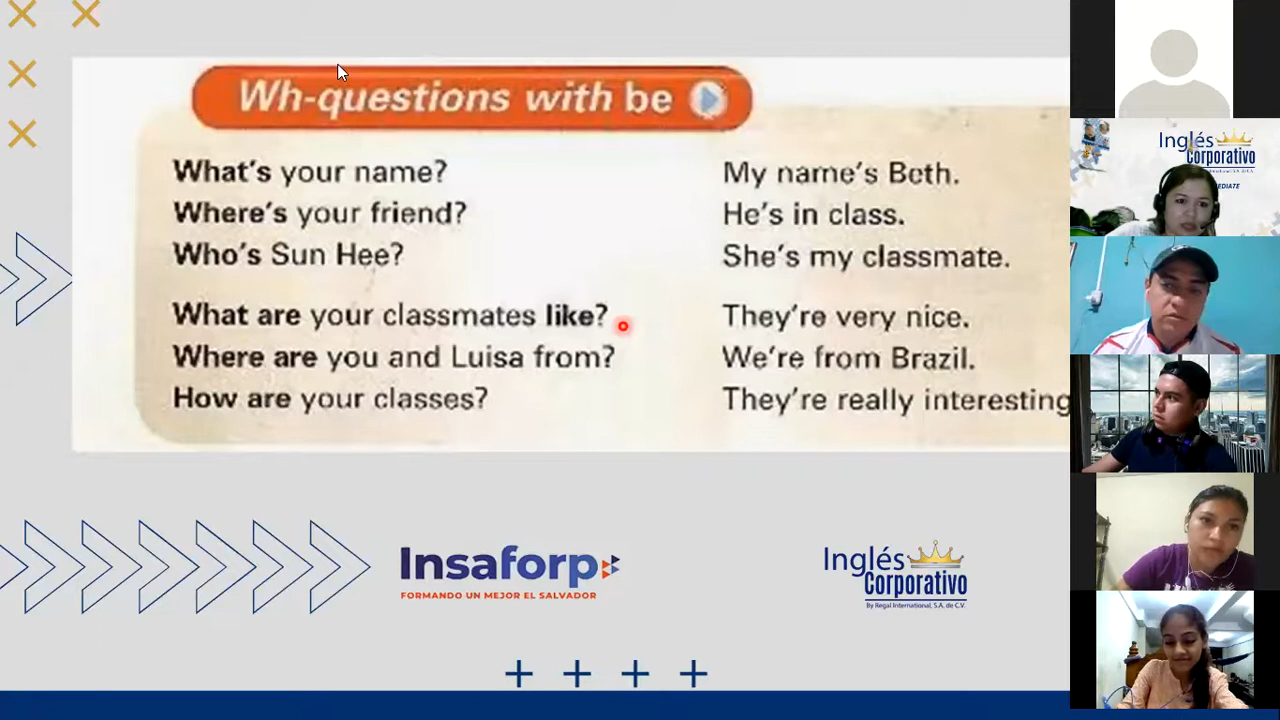 Wh-questions with be
What's your name? My name's Beth.
Where's your friend? He's in class.
Who's Sun Hee? She's my classmate.
What are your classmates like? They're very nice.
Where are you and Luisa from? We're from Brazil.
How are your classes? They're really interesting
Insaforp
FORMANDO UN MEJOR EL SALVADOR
Inglés
Corporativo
By Regal International, S.A. de C.V.
Inglés
Corporativo